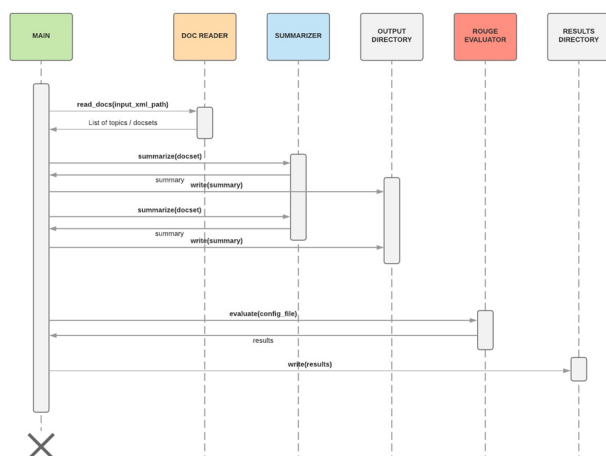 MAIN
DOC READER
SUMMARIZER
OUTPUT
DIRECTORY
ROUGE
EVALUATOR
RESULTS
DIRECTORY
read_docs(input_xml_path)
List of topics / docsets
summarize(docset)
summary
write(summary)
summarize(docset)
summary
write(summary)
evaluate(config_file)
results
write(results)